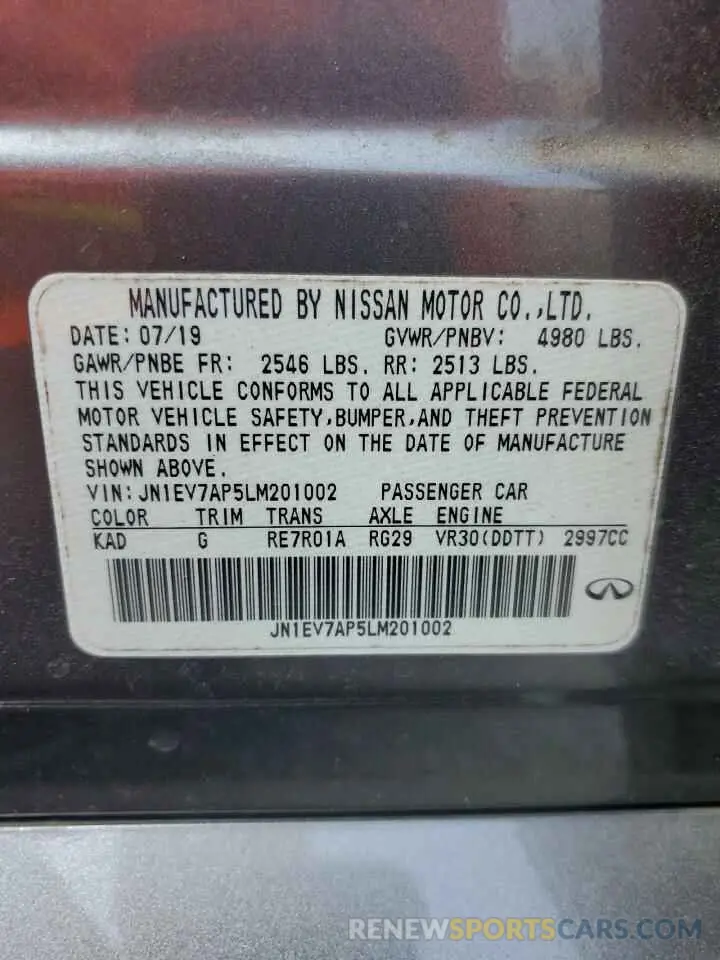 MANUFACTURED BY NISSAN MOTOR CO.,LTD.
DATE: 07/19 GVWR/PNBV: 4980 LBS.
GAWR/PNBE FR: 2546 LBS. RR: 2513 LBS.
THIS VEHICLE CONFORMS TO ALL APPLICABLE FEDERAL
MOTOR VEHICLE SAFETY,BUMPER,AND THEFT PREVENTION
STANDARDS IN EFFECT ON THE DATE OF MANUFACTURE
SHOWN ABOVE.
VIN: JN1EV7AP5LM201002 PASSENGER CAR
COLOR TRIM TRANS AXLE ENGINE
KAD G RE7R01A RG29 VR30(DDTT) 2997CC
JN1EV7AP5LM201002
RENEWSPORTSCARS.COM